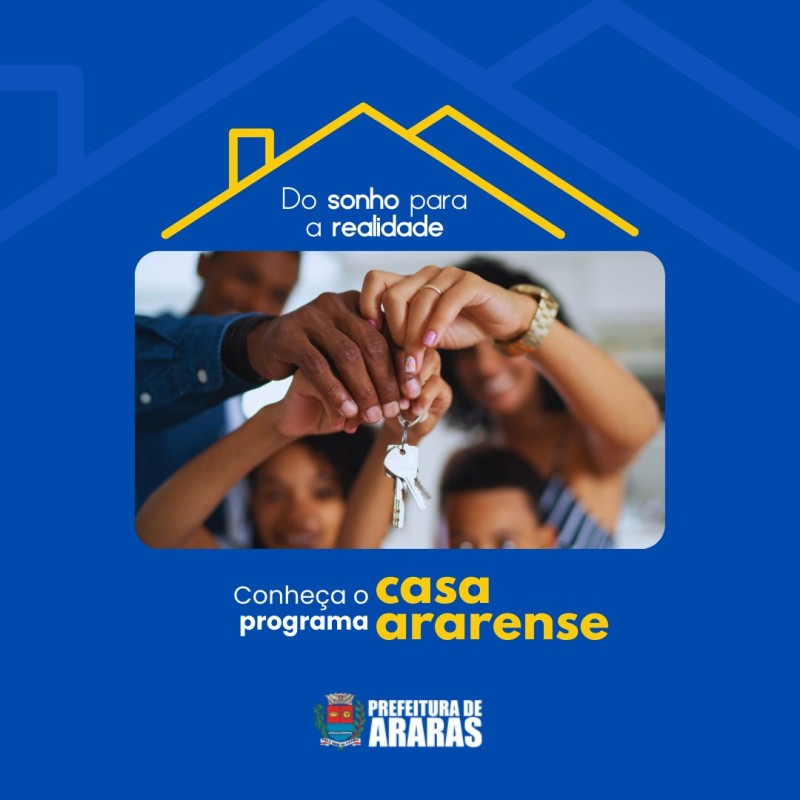 Do sonho para
a realidade
Conheça o
programa
casa
ararense
PREFEITURA DE
ARARAS